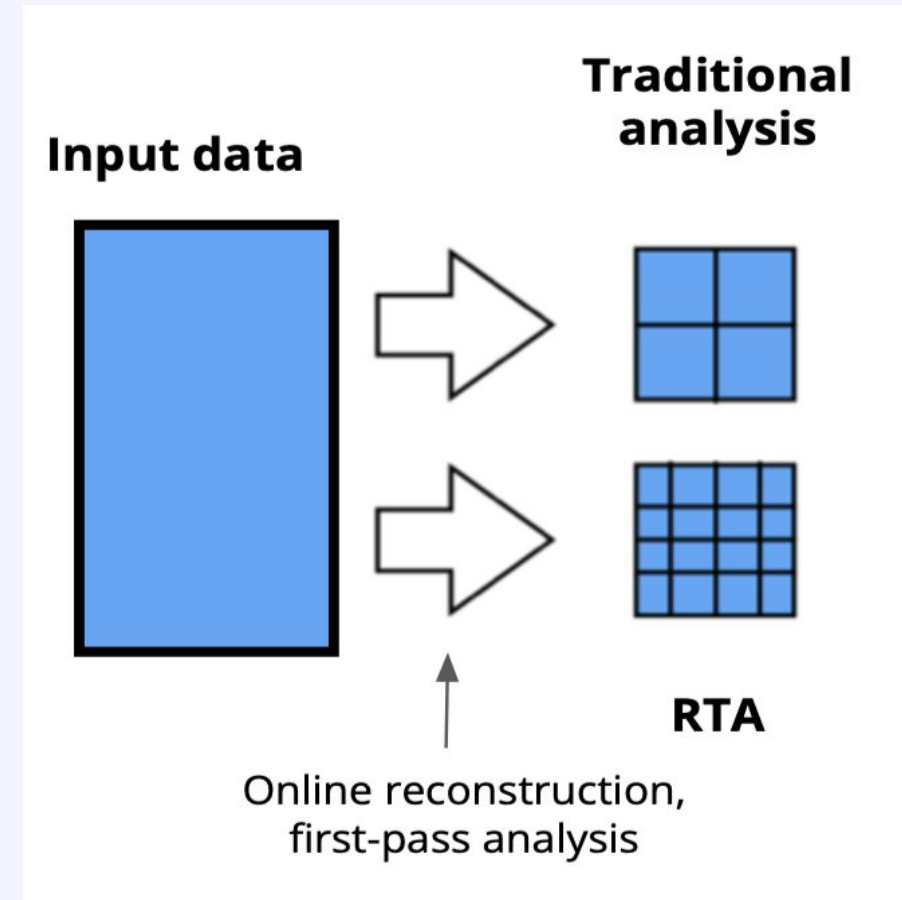 Input data
Traditional
analysis
RTA
Online reconstruction,
first-pass analysis